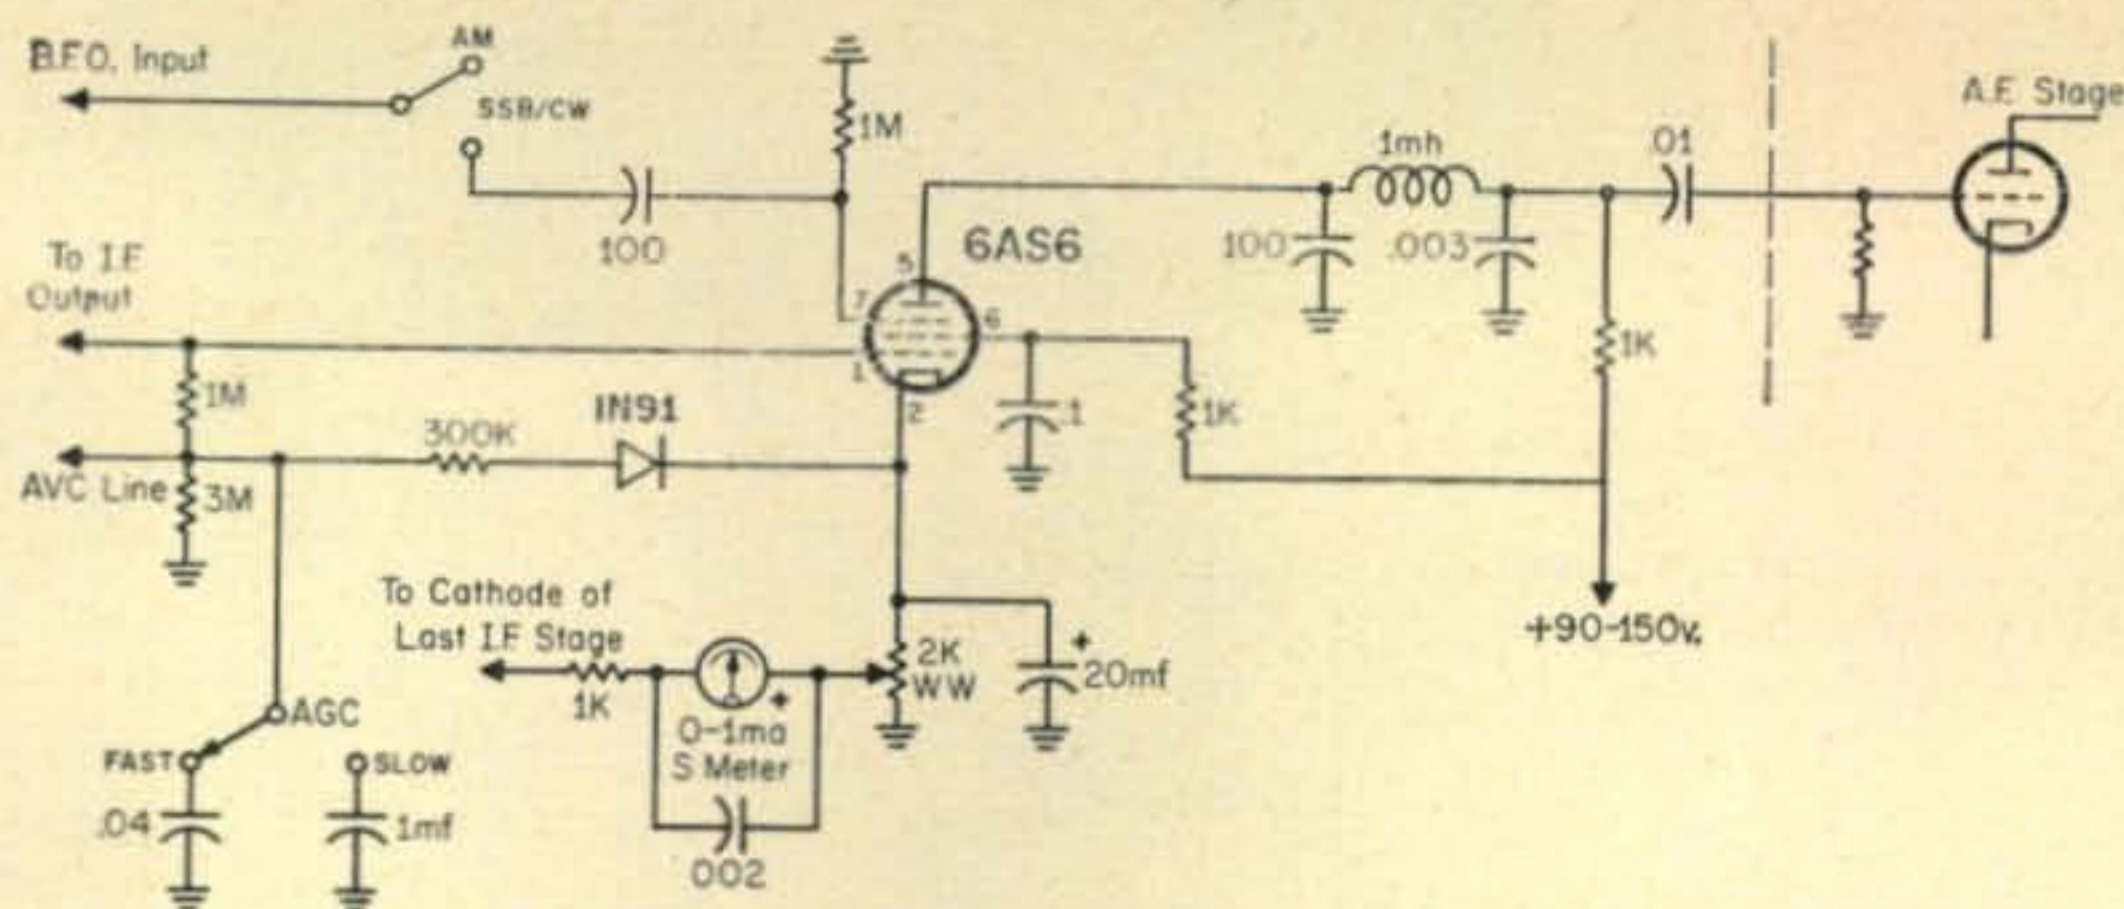 B.F.O. Input
AM
SSB/CW
1M
100
To I.F
Output
6AS6
5
7
6
1
2
1mh
.01
A.F. Stage
100
.003
1K
1M
AVC Line
3M
300K
IN91
.1
1K
+90-150v.
To Cathode of
Last I.F Stage
1K
0-1ma
S Meter
+
.002
2K
WW
+
20mf
AGC
FAST
SLOW
.04
1mf